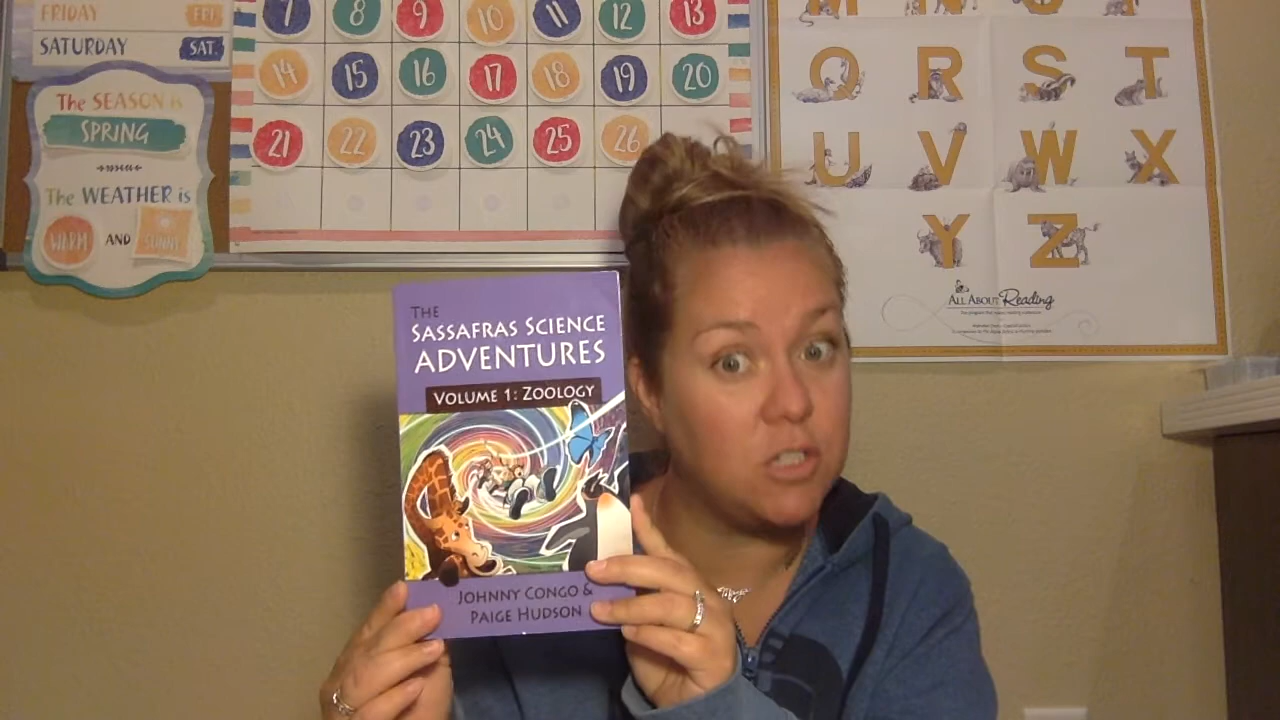 FRIDAY FRI.
SATURDAY SAT.
The SEASON is
SPRING
The WEATHER is
WARM AND SUNNY
7 8 9 10 11 12 13
14 15 16 17 18 19 20
21 22 23 24 25 26
Q R S T
U V W X
Y Z
ALL ABOUT Reading
THE
SASSAFRAS SCIENCE
ADVENTURES
VOLUME 1: ZOOLOGY
JOHNNY CONGO &
PAIGE HUDSON